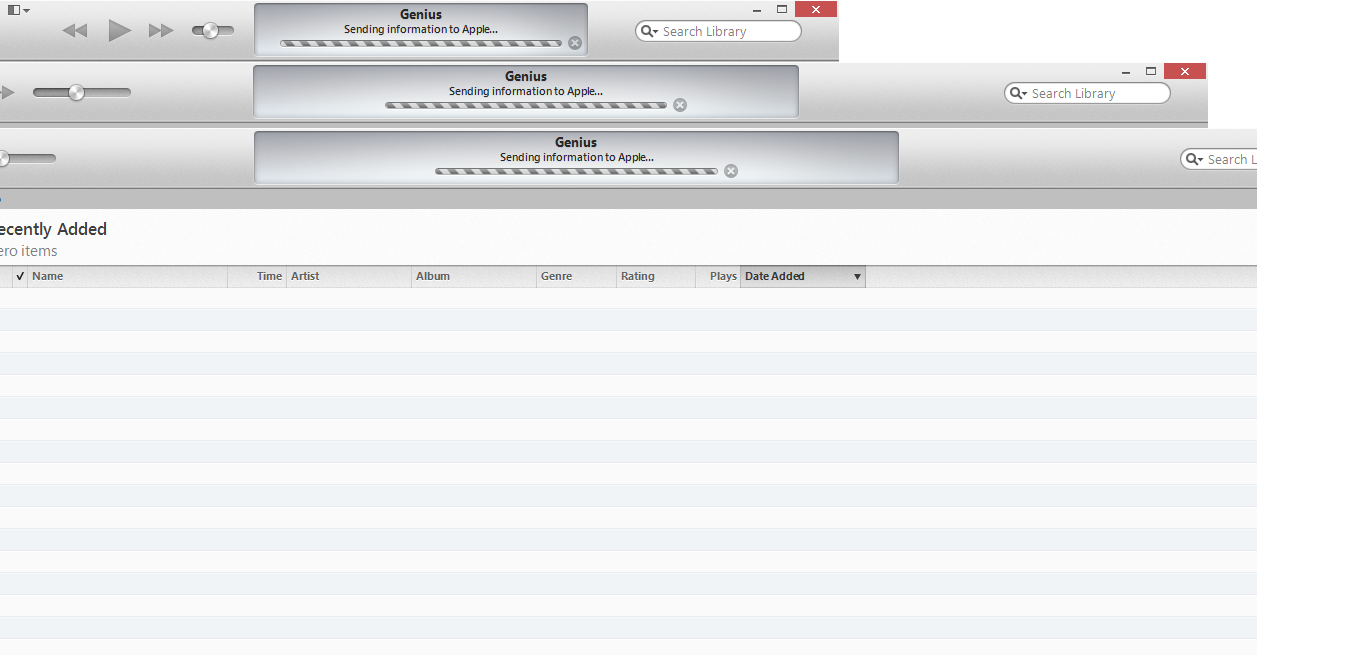 Genius
Sending information to Apple...
Search Library
Genius
Sending information to Apple...
Search Library
Genius
Sending information to Apple...
Search L
ecently Added
ero items
✓ Name Time Artist Album Genre Rating Plays Date Added